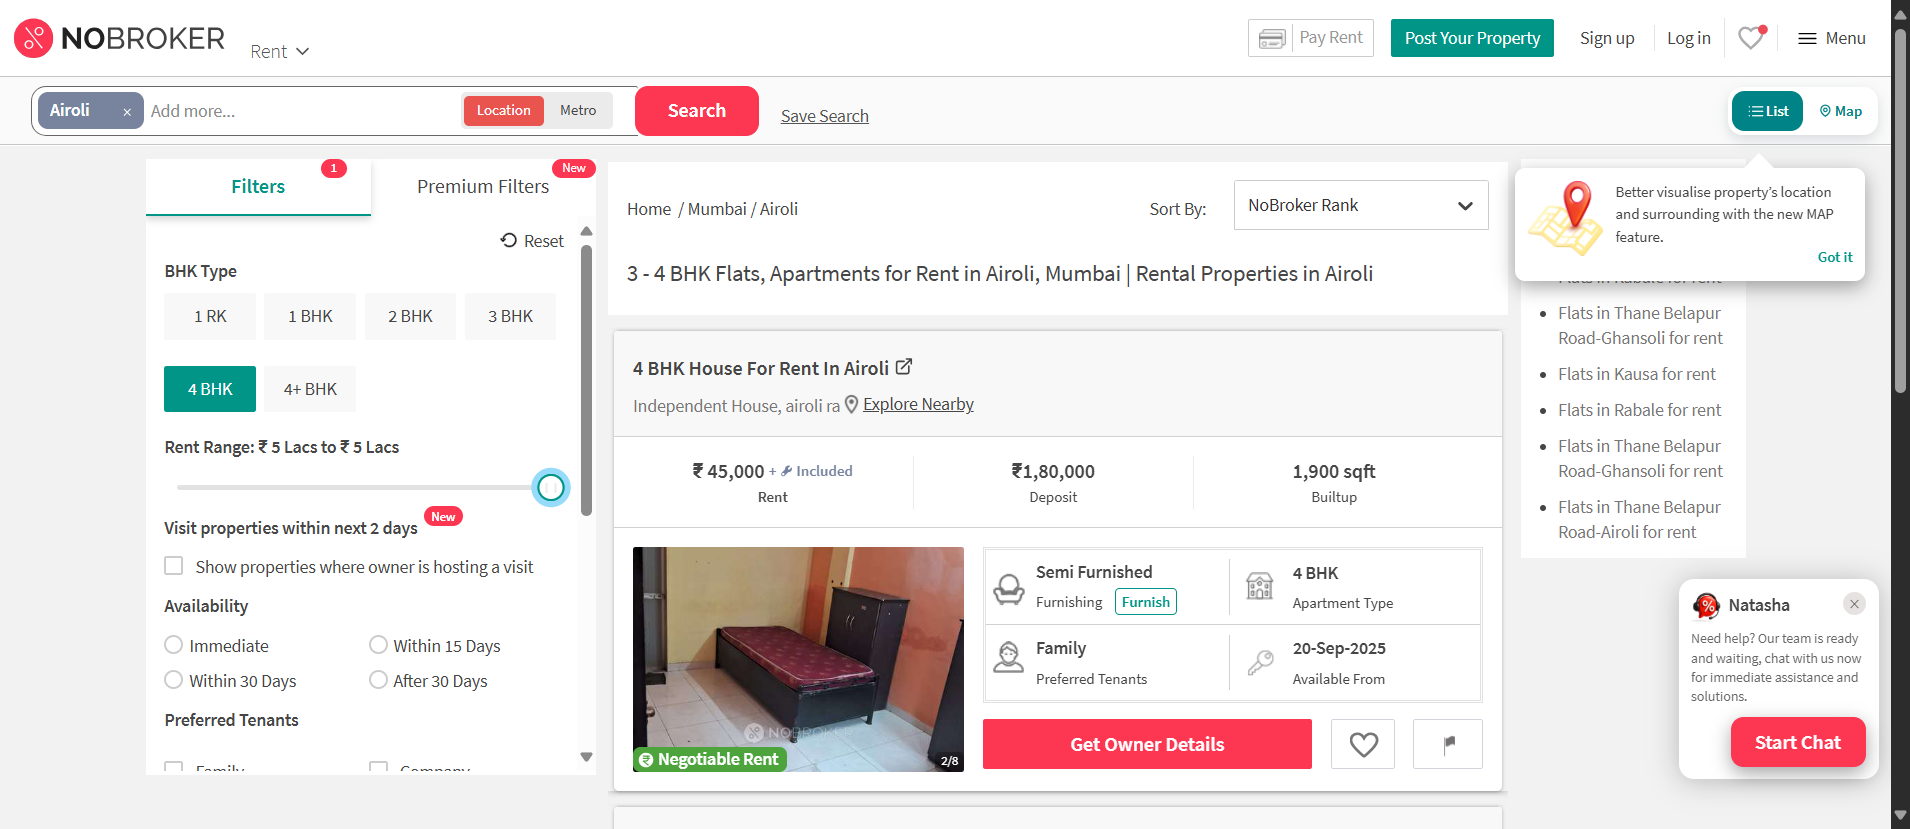 NOBROKER
Rent
Pay Rent
Post Your Property
Sign up
Log in
Menu
Airoli ×
Add more...
Location
Metro
Search
Save Search
List
Map
Filters
1
Premium Filters
New
Reset
BHK Type
1 RK
1 BHK
2 BHK
3 BHK
4 BHK
4+ BHK
Rent Range: ₹ 5 Lacs to ₹ 5 Lacs
Visit properties within next 2 days
New
Show properties where owner is hosting a visit
Availability
Immediate
Within 15 Days
Within 30 Days
After 30 Days
Preferred Tenants
Family
Company
Home / Mumbai / Airoli
Sort By:
NoBroker Rank
3 - 4 BHK Flats, Apartments for Rent in Airoli, Mumbai | Rental Properties in Airoli
4 BHK House For Rent In Airoli
Independent House, airoli ra
Explore Nearby
₹ 45,000 + Included
Rent
₹1,80,000
Deposit
1,900 sqft
Builtup
NOBROKER
Negotiable Rent
2/8
Semi Furnished
Furnishing
Furnish
4 BHK
Apartment Type
Family
Preferred Tenants
20-Sep-2025
Available From
Get Owner Details
Better visualise property’s location
and surrounding with the new MAP
feature.
Got it
Flats in Rabale for rent
Flats in Thane Belapur
Road-Ghansoli for rent
Flats in Kausa for rent
Flats in Rabale for rent
Flats in Thane Belapur
Road-Ghansoli for rent
Flats in Thane Belapur
Road-Airoli for rent
Natasha
Need help? Our team is ready
and waiting, chat with us now
for immediate assistance and
solutions.
Start Chat